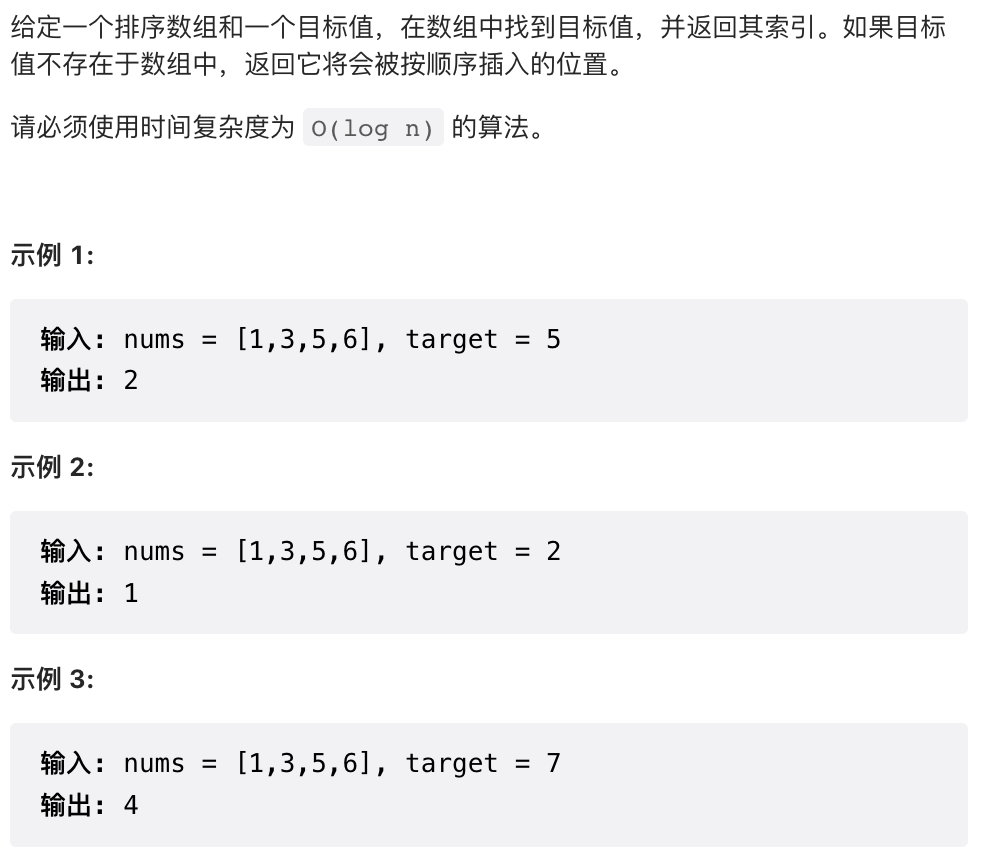 给定一个排序数组和一个目标值，在数组中找到目标值，并返回其索引。如果目标
值不存在于数组中，返回它将会被按顺序插入的位置。
请必须使用时间复杂度为 O(log n) 的算法。
示例 1:
输入: nums = [1,3,5,6], target = 5
输出: 2
示例 2:
输入: nums = [1,3,5,6], target = 2
输出: 1
示例 3:
输入: nums = [1,3,5,6], target = 7
输出: 4